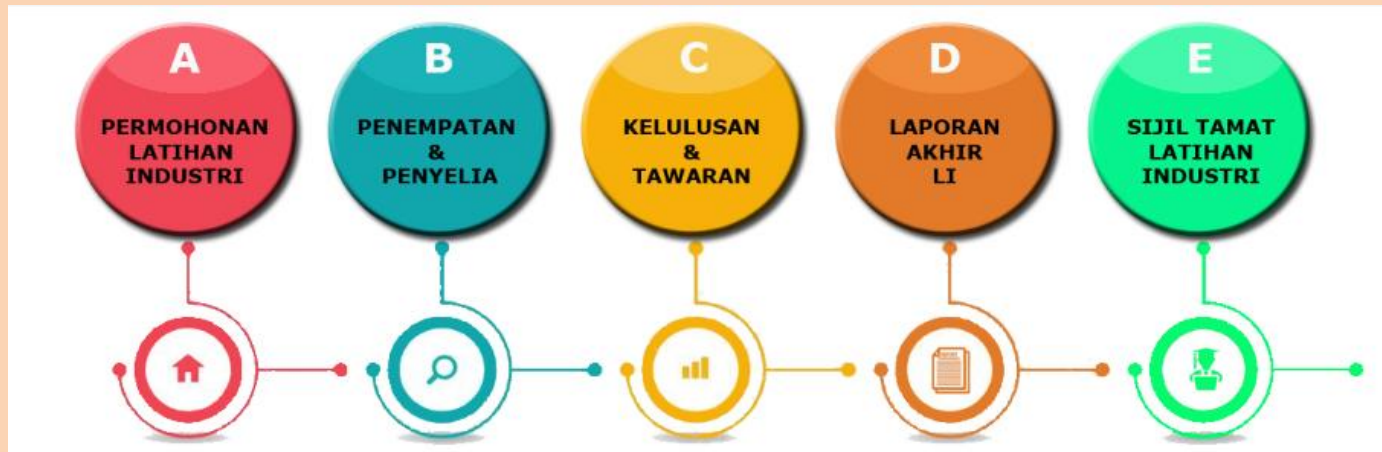 A
PERMOHONAN
LATIHAN
INDUSTRI
B
PENEMPATAN
&
PENYELIA
C
KELULUSAN
&
TAWARAN
D
LAPORAN
AKHIR
LI
E
SIJIL TAMAT
LATIHAN
INDUSTRI